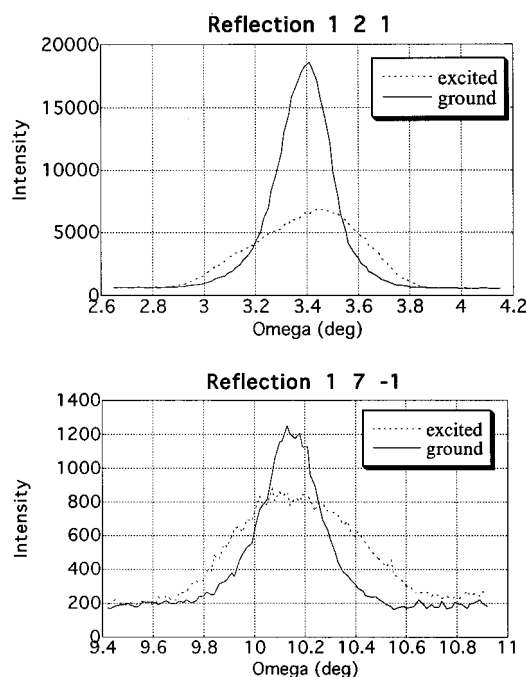 Reflection 1 2 1
20000
15000
10000
5000
0
Intensity
excited
ground
2.6 2.8 3 3.2 3.4 3.6 3.8 4 4.2
Omega (deg)
Reflection 1 7 -1
1400
1200
1000
800
600
400
200
0
Intensity
excited
ground
9.4 9.6 9.8 10 10.2 10.4 10.6 10.8 11
Omega (deg)